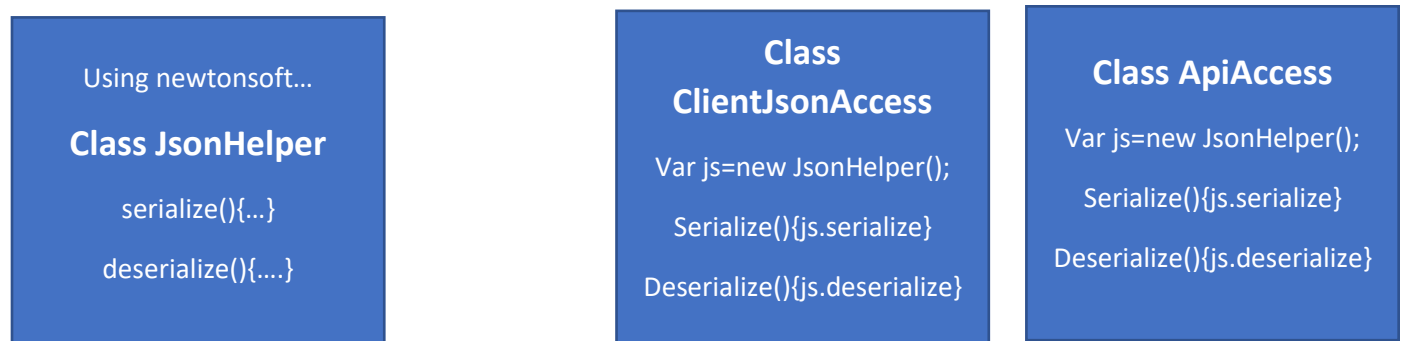 Using newtonsoft…
Class JsonHelper
serialize(){…}
deserialize(){….}
Class
ClientJsonAccess
Var js=new JsonHelper();
Serialize(){js.serialize}
Deserialize(){js.deserialize}
Class ApiAccess
Var js=new JsonHelper();
Serialize(){js.serialize}
Deserialize(){js.deserialize}